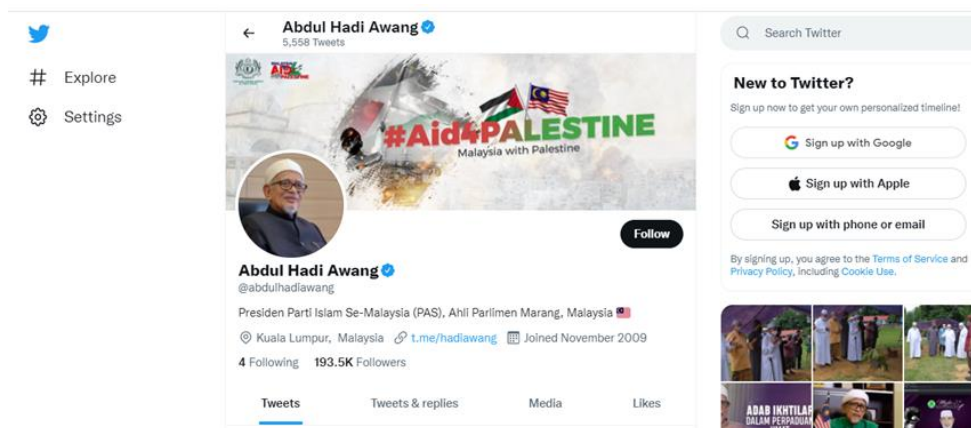 Abdul Hadi Awang
5,558 Tweets
Explore
Settings
#Aid4PALESTINE
Malaysia with Palestine
Follow
Abdul Hadi Awang
@abdulhadiawang
Presiden Parti Islam Se-Malaysia (PAS), Ahli Parlimen Marang, Malaysia
Kuala Lumpur, Malaysia t.me/hadiawang Joined November 2009
4 Following 193.5K Followers
Tweets Tweets & replies Media Likes
Search Twitter
New to Twitter?
Sign up now to get your own personalized timeline!
Sign up with Google
Sign up with Apple
Sign up with phone or email
By signing up, you agree to the Terms of Service and
Privacy Policy, including Cookie Use.
ADAB IKHTILAF
DALAM PERPADUAN